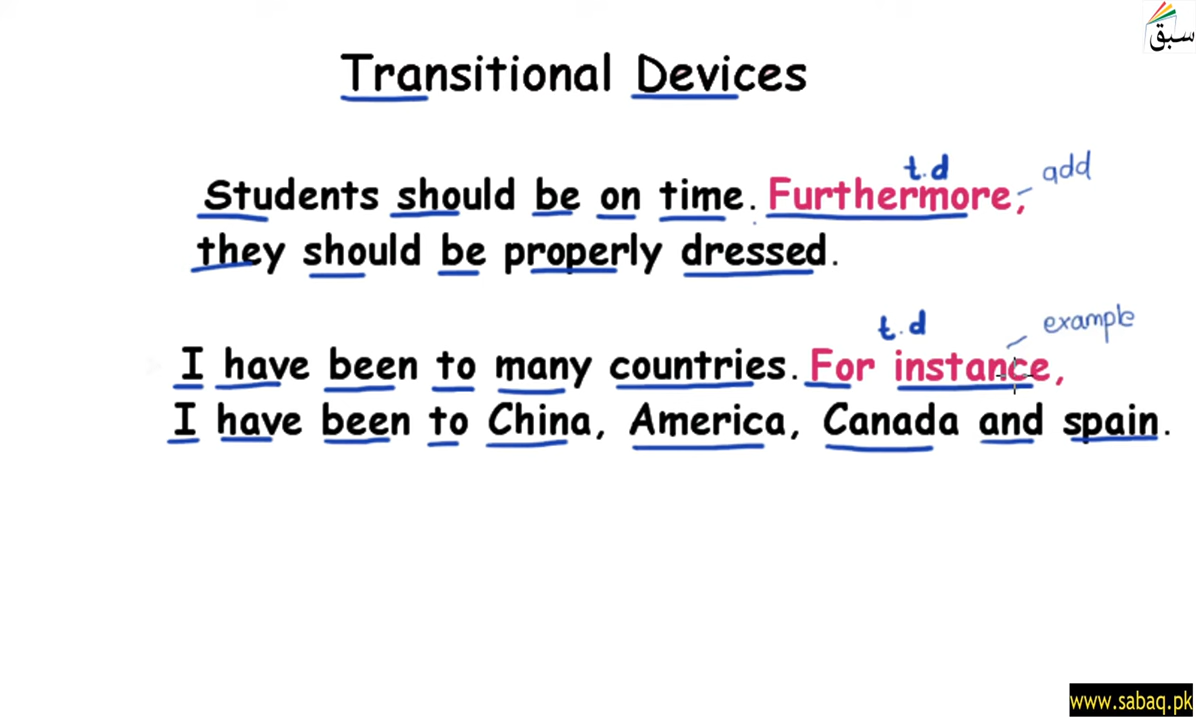 سبق
Transitional Devices
t.d
add
Students should be on time. Furthermore,
they should be properly dressed.
t.d
example
I have been to many countries. For instance,
I have been to China, America, Canada and spain.
www.sabaq.pk